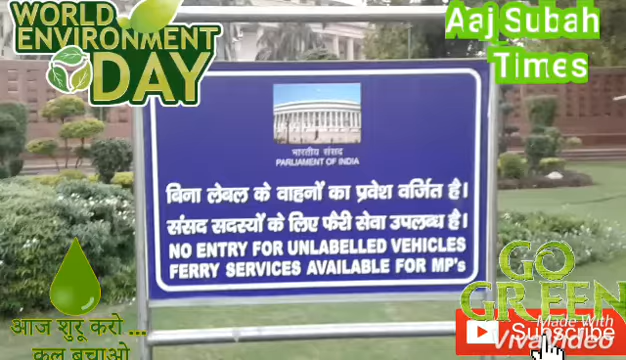 WORLD
ENVIRONMENT
DAY
Aaj Subah
Times
भारतीय संसद
PARLIAMENT OF INDIA
बिना लेबल के वाहनों का प्रवेश वर्जित है।
संसद सदस्यों के लिए फैरी सेवा उपलब्ध है।
NO ENTRY FOR UNLABELLED VEHICLES
FERRY SERVICES AVAILABLE FOR MP's
GO
GREEN
आज शुरू करो ...
कल बचाओ
Subscribe
Made With
VivaVideo